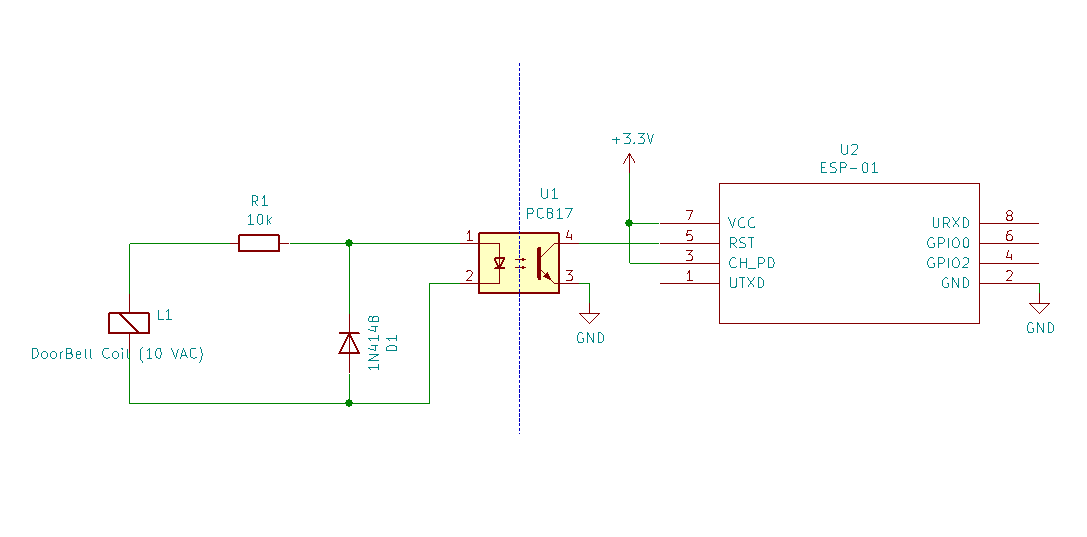 +3.3V
U2
ESP-01
R1
10k
U1
PCB17
1
2
4
3
7 VCC
5 RST
3 CH_PD
1 UTXD
URXD 8
GPIO0 6
GPIO2 4
GND 2
L1
DoorBell Coil (10 VAC)
1N4148
D1
GND
GND